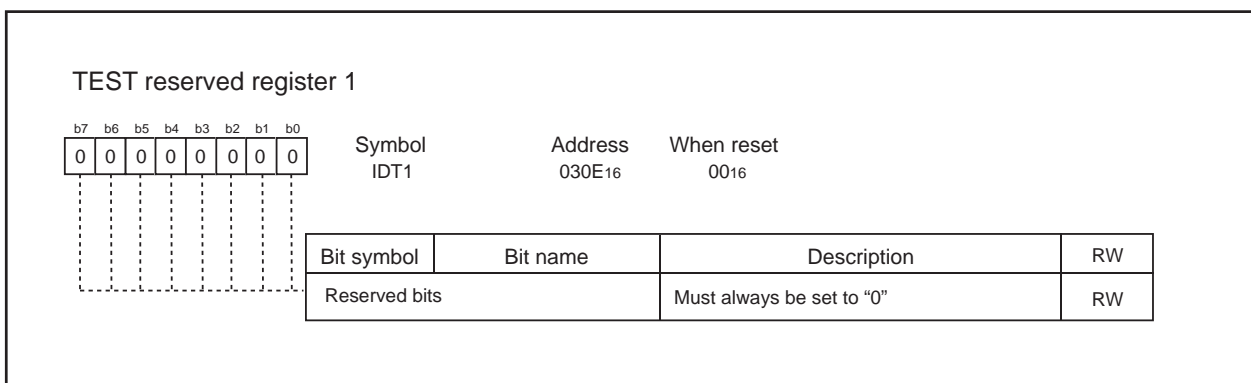 TEST reserved register 1
b7 b6 b5 b4 b3 b2 b1 b0
0 0 0 0 0 0 0 0
Symbol Address When reset
IDT1 030E16 0016
Bit symbol Bit name Description RW
Reserved bits Must always be set to “0” RW